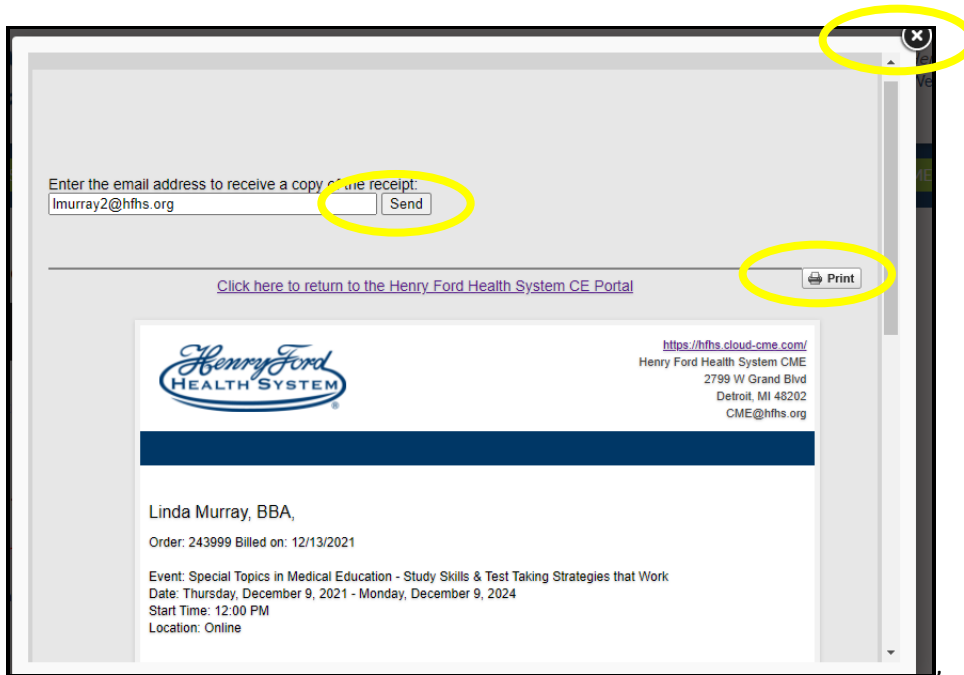 Enter the email address to receive a copy of the receipt:
lmurray2@hfhs.org Send
Print
Click here to return to the Henry Ford Health System CE Portal
Henry Ford
HEALTH SYSTEM
®
https://hfhs.cloud-cme.com/
Henry Ford Health System CME
2799 W Grand Blvd
Detroit, MI 48202
CME@hfhs.org
Linda Murray, BBA,
Order: 243999 Billed on: 12/13/2021
Event: Special Topics in Medical Education - Study Skills & Test Taking Strategies that Work
Date: Thursday, December 9, 2021 - Monday, December 9, 2024
Start Time: 12:00 PM
Location: Online